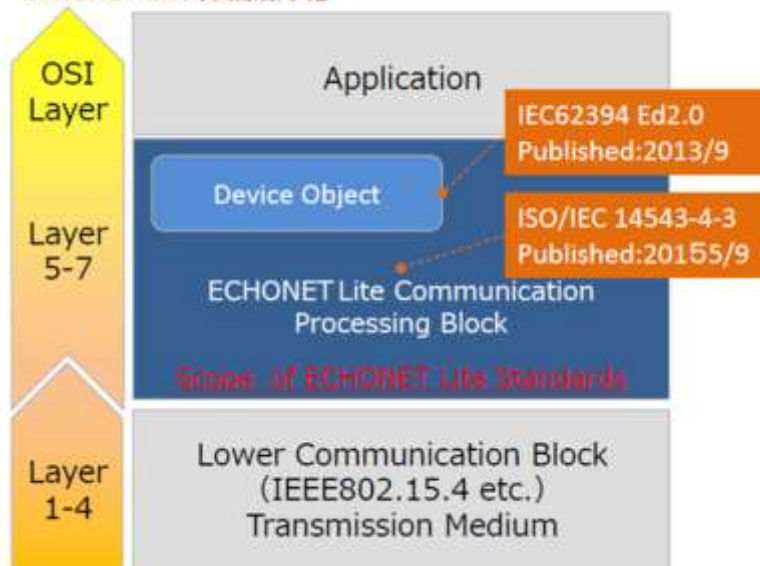 OSI
Layer
Application
IEC62394 Ed2.0
Published:2013/9
Device Object
ISO/IEC 14543-4-3
Published:20155/9
Layer
5-7
ECHONET Lite Communication
Processing Block
Scope of ECHONET Lite Standards
Layer
1-4
Lower Communication Block
(IEEE802.15.4 etc.)
Transmission Medium